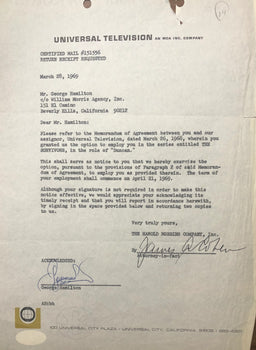 UNIVERSAL TELEVISION AN MCA INC. COMPANY
CERTIFIED MAIL #151556
RETURN RECEIPT REQUESTED
March 28, 1969
Mr. George Hamilton
c/o William Morris Agency, Inc.
151 El Camino
Beverly Hills, California 90212
Dear Mr. Hamilton:
Please refer to the Memorandum of Agreement between you and our
assignor, Universal Television, dated March 26, 1968, wherein you
granted us the option to employ you in the series entitled THE
SURVIVORS, in the role of "Duncan."
This shall serve as notice to you that we hereby exercise the
option, pursuant to the provisions of Paragraph 2 of said Memoran-
dum of Agreement, to employ you as provided therein. The term of
your employment shall commence on April 21, 1969.
Although your signature is not required in order to make this
notice effective, we would appreciate your acknowledging its
timely receipt and that you will report in accordance herewith,
by signing in the space provided below and returning two copies
to us.
Very truly yours,
THE HAROLD ROBBINS COMPANY, Inc.
By
Attorney-in-fact
ACKNOWLEDGED:
George Hamilton
100 UNIVERSAL CITY PLAZA · UNIVERSAL CITY, CALIFORNIA 91608